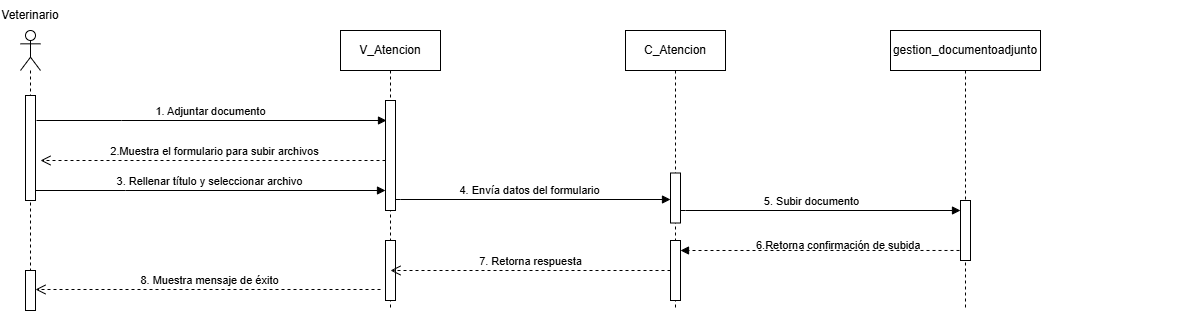 Veterinario
V_Atencion
C_Atencion
gestion_documentoadjunto
1. Adjuntar documento
2.Muestra el formulario para subir archivos
3. Rellenar título y seleccionar archivo
4. Envía datos del formulario
5. Subir documento
6.Retorna confirmación de subida
7. Retorna respuesta
8. Muestra mensaje de éxito